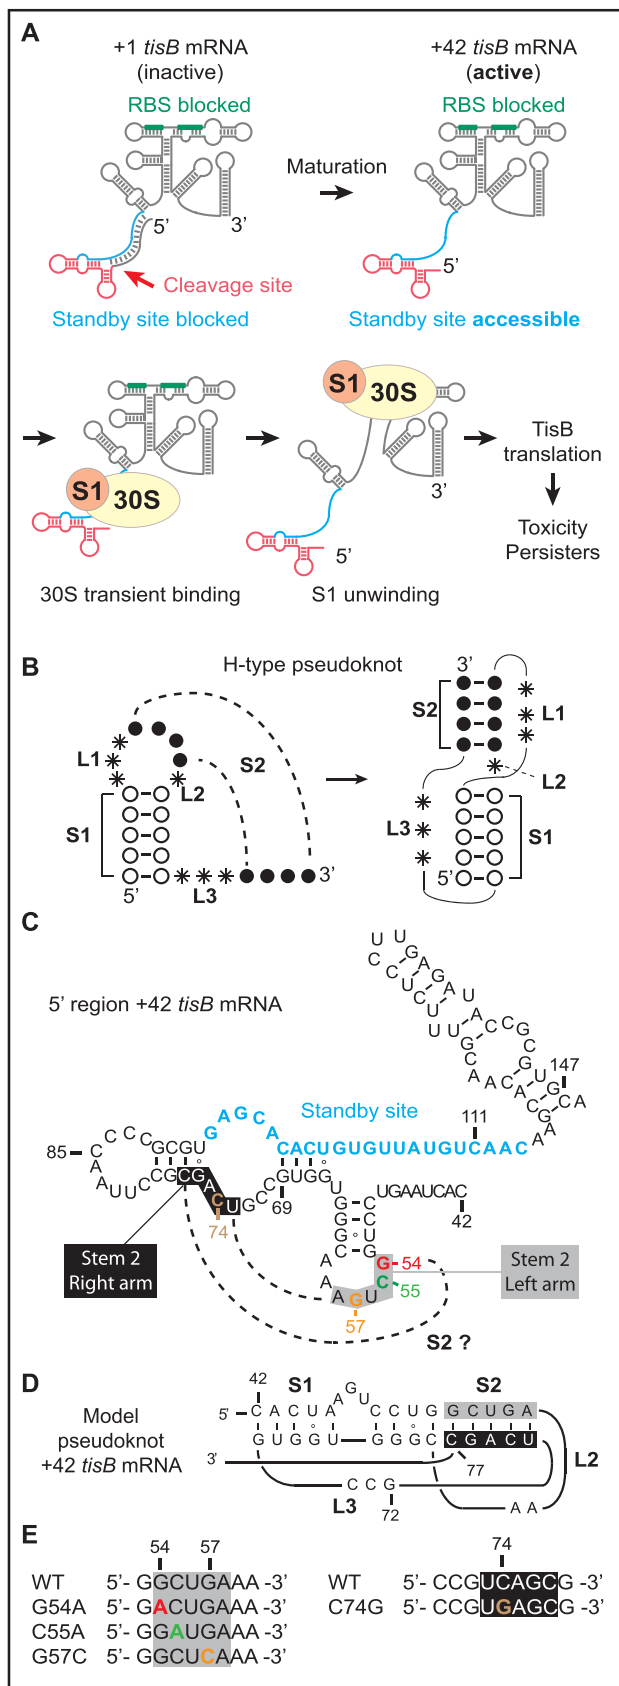 A
+1 tisB mRNA
(inactive)
+42 tisB mRNA
(active)
RBS blocked
RBS blocked
Maturation
5'
3'
5'
Cleavage site
Standby site blocked
Standby site accessible
S1
30S
S1
30S
TisB
translation
Toxicity
Persisters
3'
5'
30S transient binding
S1 unwinding
B
H-type pseudoknot
3'
S2
L1
L1
S2
L2
L2
S1
L3
S1
5'
L3
3'
5'
C
5' region +42 tisB mRNA
147
Standby site
111
GAGCACACUGUGUUAUGUCAAC
85
69
UGAAUCAC
42
74
Stem 2
Right arm
54
55
Stem 2
Left arm
57
S2 ?
D
42
S1
S2
Model
pseudoknot
+42 tisB mRNA
5'
CACUAAGUCCUGGCUGA
GUGGUGGGCCGACU
3'
77
L2
CCG
L3
72
AA
E
54
57
74
WT 5'- GGCUGAAA -3'
WT 5'- CCGUCAGCG -3'
G54A 5'- GACUGAAA -3'
C74G 5'- CCGUGAGCG -3'
C55A 5'- GGAUGAAA -3'
G57C 5'- GGCUCAAA -3'